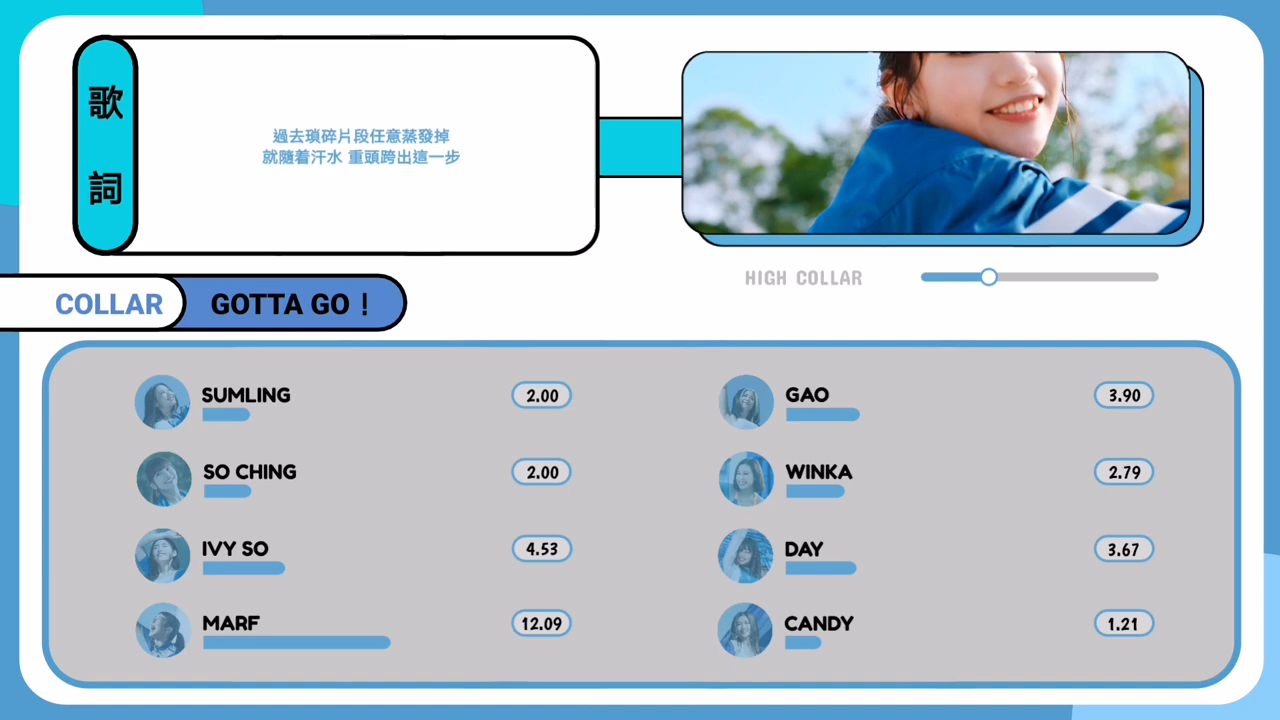 歌
詞
過去瑣碎片段任意蒸發掉
就隨着汗水 重頭跨出這一步
HIGH COLLAR
COLLAR
GOTTA GO !
SUMLING
2.00
SO CHING
2.00
IVY SO
4.53
MARF
12.09
GAO
3.90
WINKA
2.79
DAY
3.67
CANDY
1.21